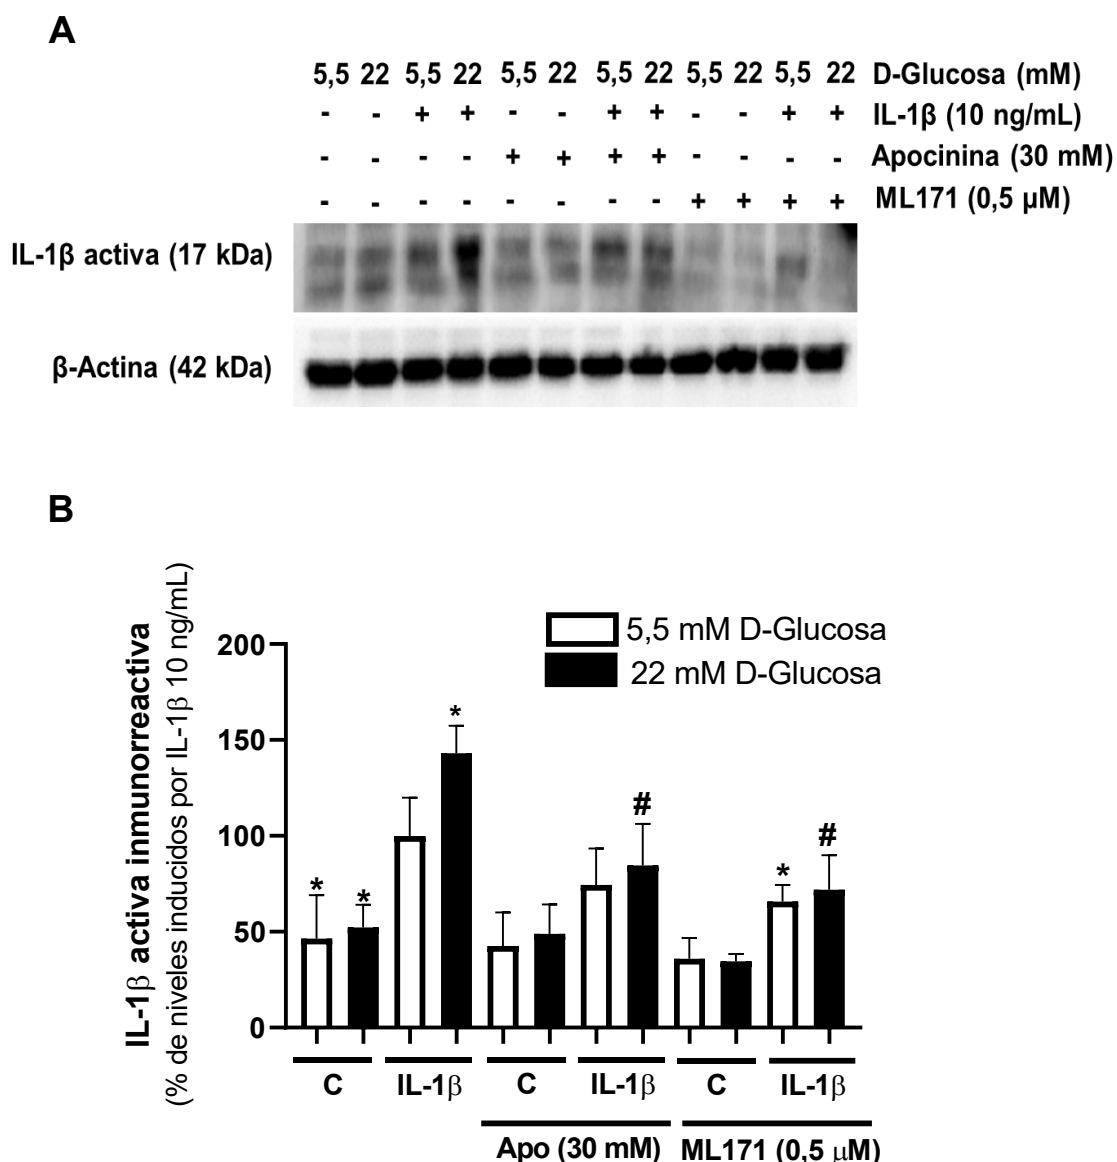 A
5,5 22 5,5 22 5,5 22 5,5 22 5,5 22 5,5 22 D-Glucosa (mM)
- - + + - - + + - - + + IL-1β (10 ng/mL)
- - - - + + + + - - - - Apocinina (30 mM)
- - - - - - - - + + + + ML171 (0,5 µM)
IL-1β activa (17 kDa)
β-Actina (42 kDa)
B
IL-1β activa inmunorreactiva
(% de niveles inducidos por IL-1β 10 ng/mL)
5,5 mM D-Glucosa
22 mM D-Glucosa
200
150
100
50
0
* * * # * #
C IL-1β C IL-1β C IL-1β
Apo (30 mM) ML171 (0,5 µM)